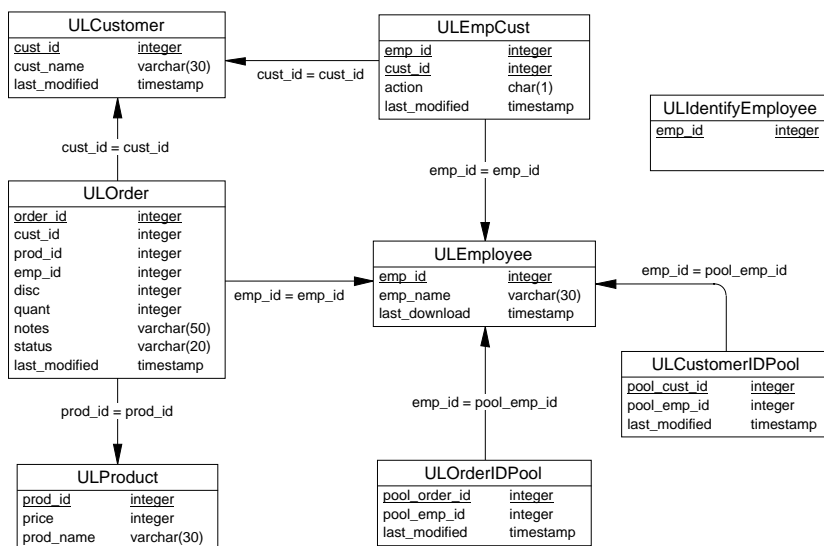 ULCustomer
cust_id integer
cust_name varchar(30)
last_modified timestamp
ULEmpCust
emp_id integer
cust_id integer
action char(1)
last_modified timestamp
cust_id = cust_id
ULIdentifyEmployee
emp_id integer
cust_id = cust_id
emp_id = emp_id
ULOrder
order_id integer
cust_id integer
prod_id integer
emp_id integer
disc integer
quant integer
notes varchar(50)
status varchar(20)
last_modified timestamp
emp_id = emp_id
ULEmployee
emp_id integer
emp_name varchar(30)
last_download timestamp
emp_id = pool_emp_id
ULCustomerIDPool
pool_cust_id integer
pool_emp_id integer
last_modified timestamp
prod_id = prod_id
emp_id = pool_emp_id
ULProduct
prod_id integer
price integer
prod_name varchar(30)
ULOrderIDPool
pool_order_id integer
pool_emp_id integer
last_modified timestamp